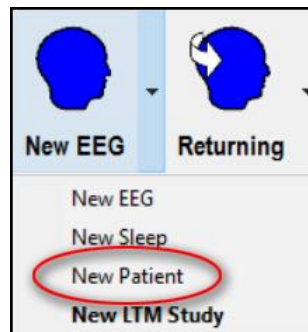 New EEG
Returning
New EEG
New Sleep
New Patient
New LTM Study